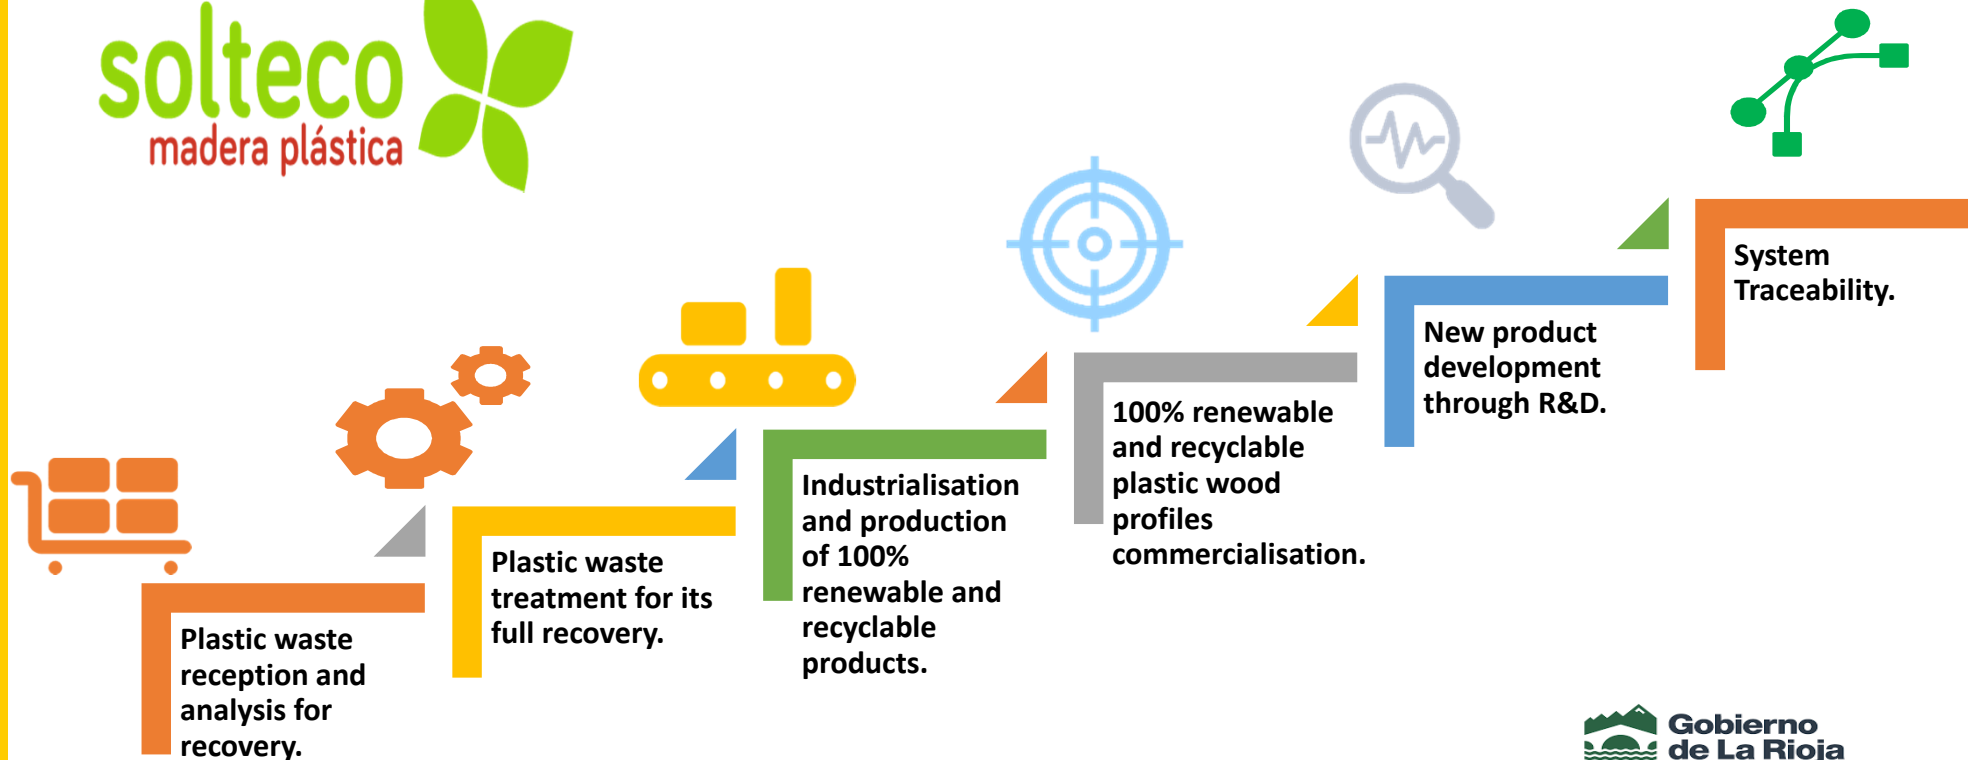 solteco
madera plástica
Plastic waste
reception and
analysis for
recovery.
Plastic waste
treatment for its
full recovery.
Industrialisation
and production
of 100%
renewable and
recyclable
products.
100% renewable
and recyclable
plastic wood
profiles
commercialisation.
New product
development
through R&D.
System
Traceability.
Gobierno
de La Rioja